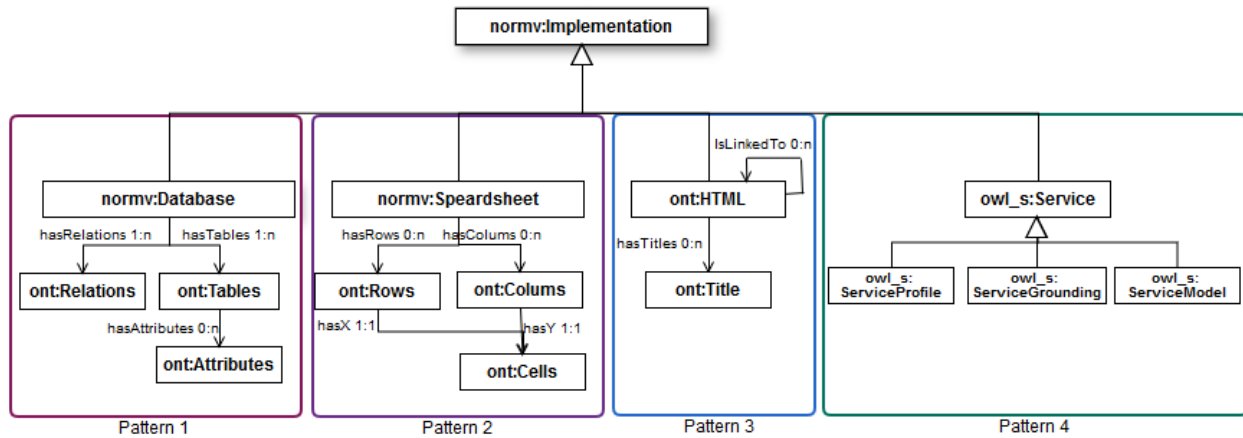 normv:Implementation
normv:Database
hasRelations 1:n
hasTables 1:n
ont:Relations
ont:Tables
hasAttributes 0:n
ont:Attributes
Pattern 1
normv:Speardsheet
hasRows 0:n
hasColums 0:n
ont:Rows
ont:Colums
hasX 1:1
hasY 1:1
ont:Cells
Pattern 2
IsLinkedTo 0:n
ont:HTML
hasTitles 0:n
ont:Title
Pattern 3
owl_s:Service
owl_s:
ServiceProfile
owl_s:
ServiceGrounding
owl_s:
ServiceModel
Pattern 4